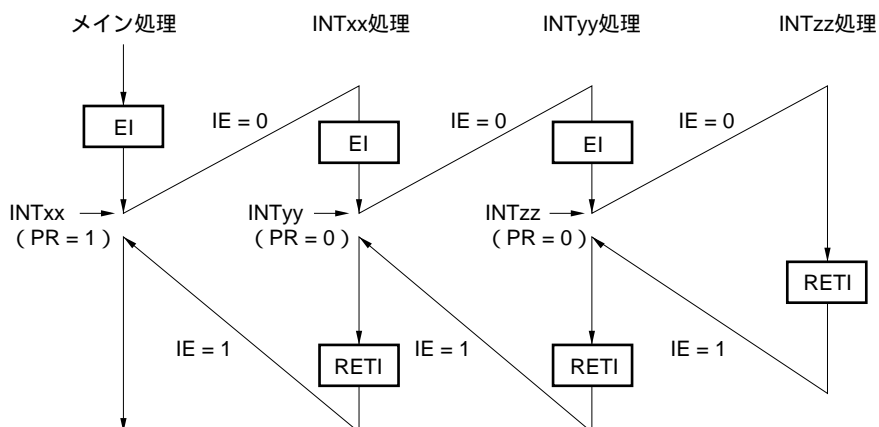 メイン処理
INTxx処理
INTyy処理
INTzz処理
EI
IE = 0
EI
IE = 0
EI
IE = 0
INTxx
（PR = 1）
INTyy
（PR = 0）
INTzz
（PR = 0）
RETI
IE = 1
RETI
IE = 1
RETI
IE = 1